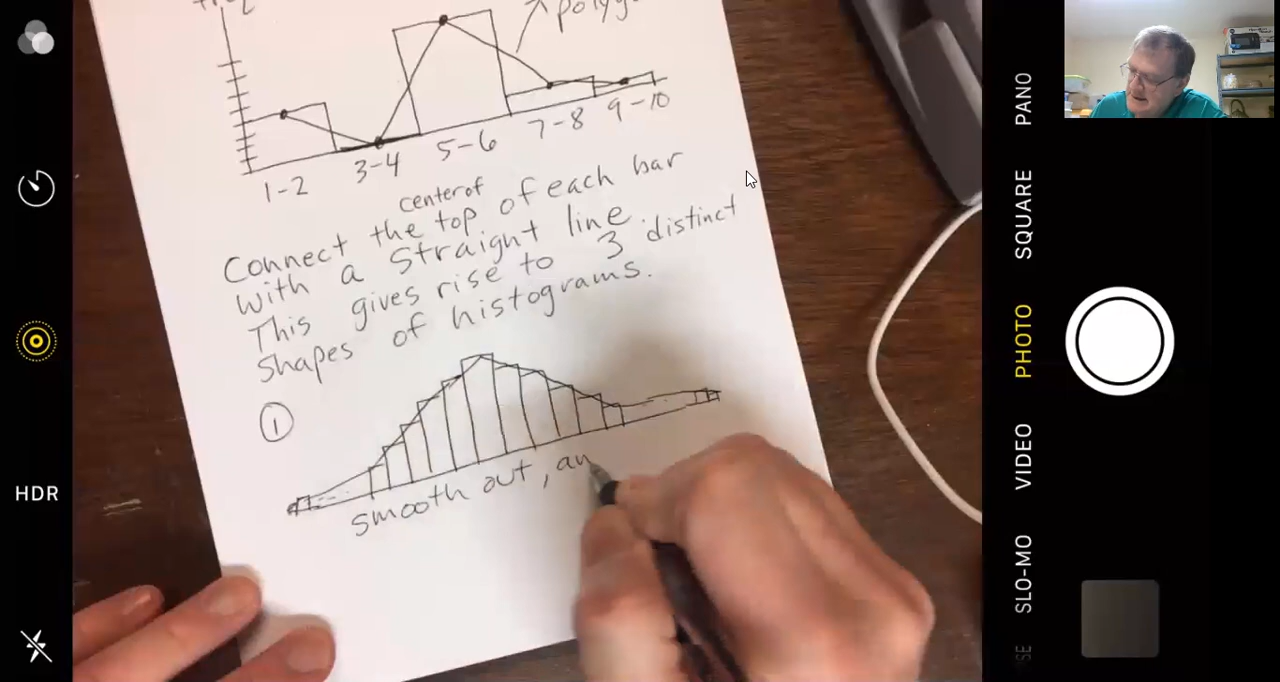 1-2 3-4 5-6 7-8 9-10
center of
Connect the top of each bar
with a straight line.
This gives rise to 3 distinct
shapes of histograms.
1
smooth out, an
HDR
PANO
SQUARE
PHOTO
VIDEO
SLO-MO